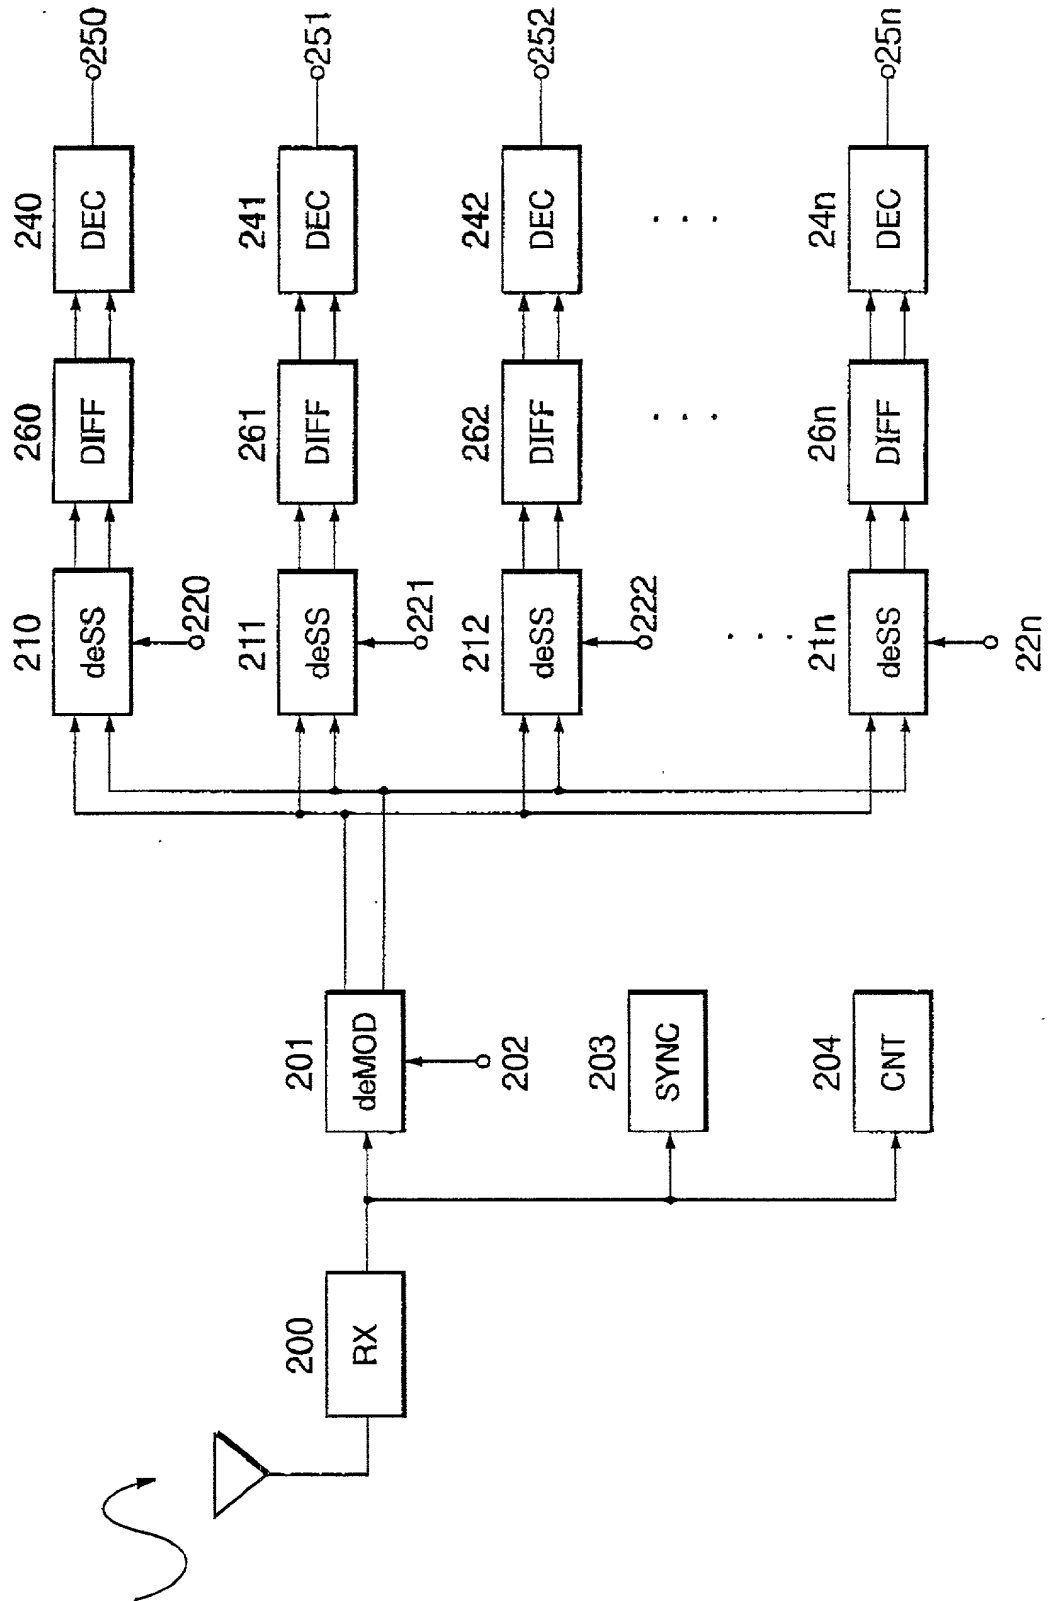 200
RX
201
deMOD
202
203
SYNC
204
CNT
210
deSS
220
260
DIFF
240
DEC
250
211
deSS
221
261
DIFF
241
DEC
251
212
deSS
222
262
DIFF
242
DEC
252
. . .
. . .
. . .
21n
deSS
22n
26n
DIFF
24n
DEC
25n